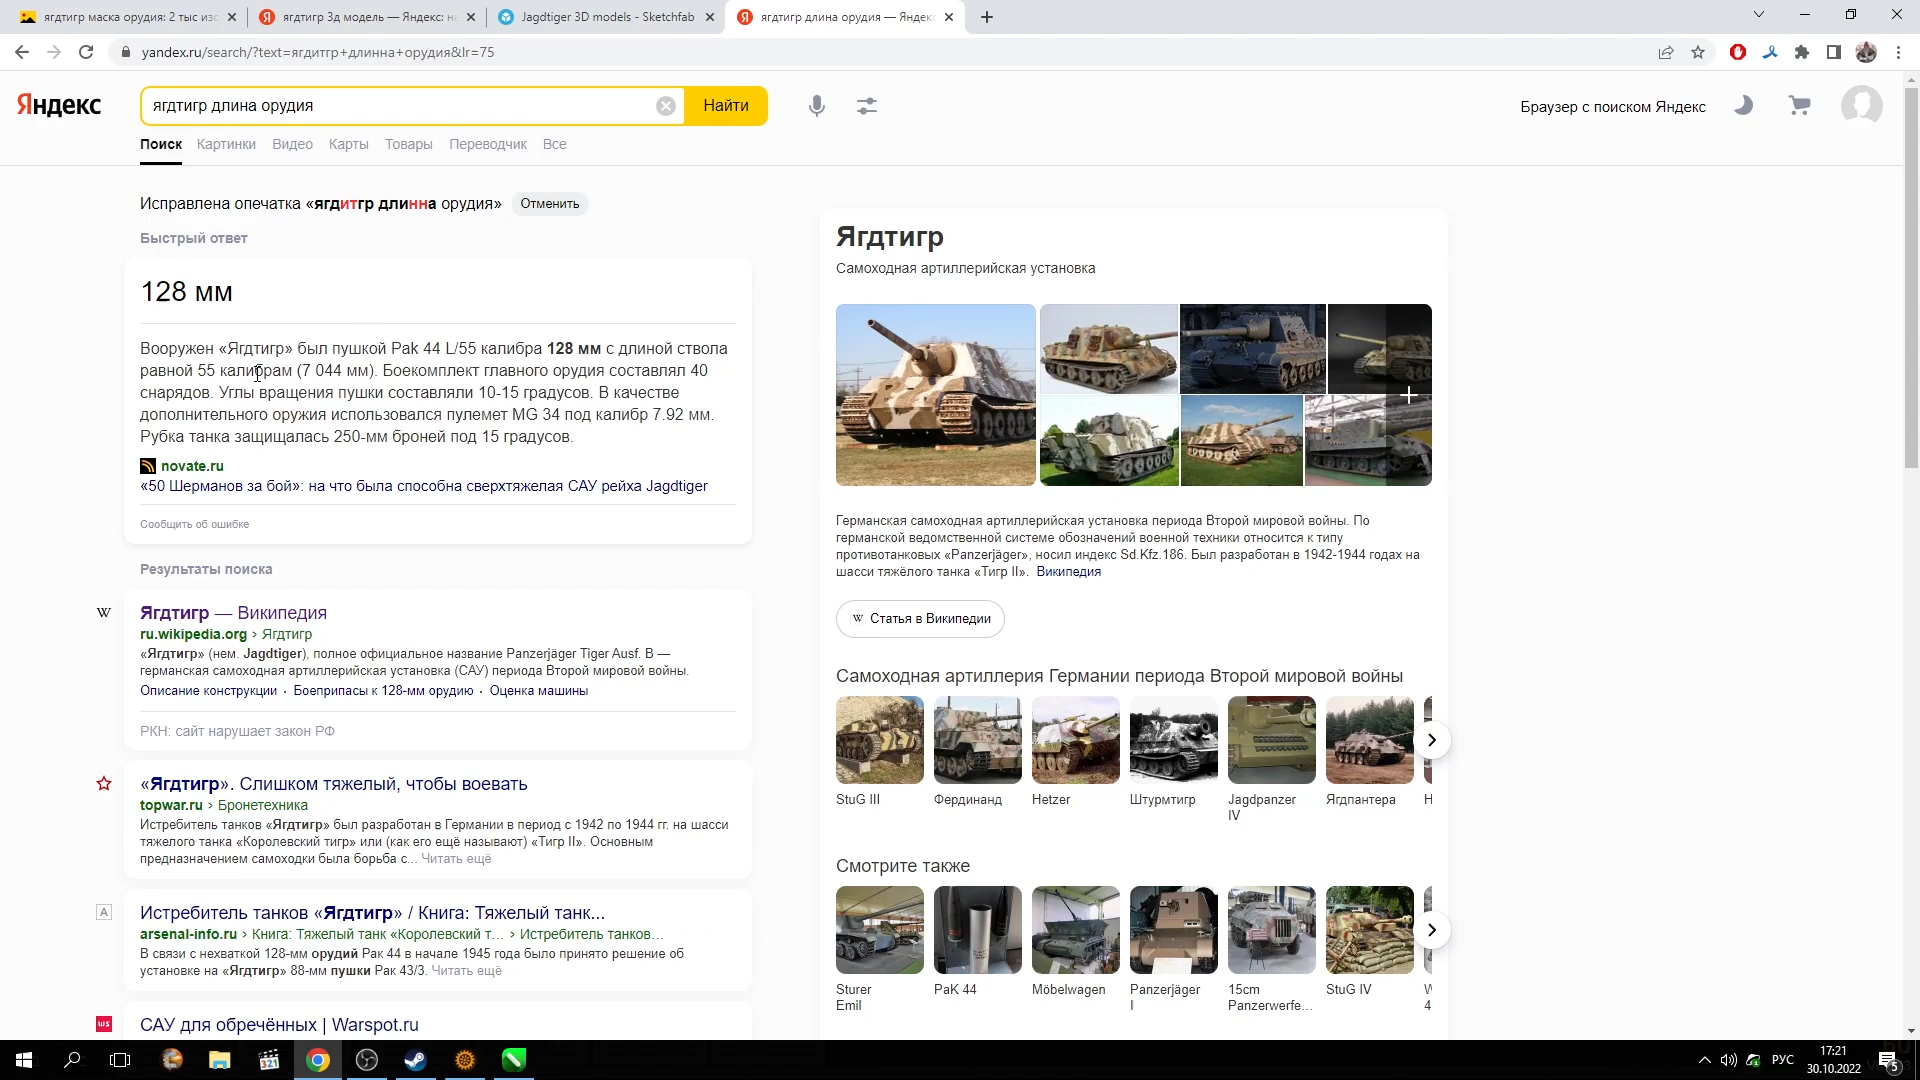 ягдтигр маска орудия: 2 тыс изо
ягдтигр 3д модель — Яндекс: на
Jagdtiger 3D models - Sketchfab
ягдтигр длина орудия — Яндек
yandex.ru/search/?text=ягдитгр+длинна+орудия&lr=75
Яндекс
ягдтигр длина орудия
Найти
Браузер с поиском Яндекс
Поиск
Картинки
Видео
Карты
Товары
Переводчик
Все
Исправлена опечатка «ягдитгр длинна орудия»
Отменить
Быстрый ответ
128 мм
Вооружен «Ягдтигр» был пушкой Pak 44 L/55 калибра 128 мм с длиной ствола
равной 55 калибрам (7 044 мм). Боекомплект главного орудия составлял 40
снарядов. Углы вращения пушки составляли 10-15 градусов. В качестве
дополнительного оружия использовался пулемет MG 34 под калибр 7.92 мм.
Рубка танка защищалась 250-мм броней под 15 градусов.
novate.ru
«50 Шерманов за бой»: на что была способна сверхтяжелая САУ рейха Jagdtiger
Сообщить об ошибке
Результаты поиска
W
Ягдтигр — Википедия
ru.wikipedia.org › Ягдтигр
«Ягдтигр» (нем. Jagdtiger), полное официальное название Panzerjäger Tiger Ausf. B —
германская самоходная артиллерийская установка (САУ) периода Второй мировой войны.
Описание конструкции · Боеприпасы к 128-мм орудию · Оценка машины
РКН: сайт нарушает закон РФ
«Ягдтигр». Слишком тяжелый, чтобы воевать
topwar.ru › Бронетехника
Истребитель танков «Ягдтигр» был разработан в Германии в период с 1942 по 1944 гг. на шасси
тяжелого танка «Королевский тигр» или (как его ещё называют) «Тигр II». Основным
предназначением самоходки была борьба с... Читать ещё
A
Истребитель танков «Ягдтигр» / Книга: Тяжелый танк...
arsenal-info.ru › Книга: Тяжелый танк «Королевский т... › Истребитель танков...
В связи с нехваткой 128-мм орудий Pak 44 в начале 1945 года было принято решение об
установке на «Ягдтигр» 88-мм пушки Рак 43/3. Читать ещё
ws
САУ для обречённых | Warspot.ru
Ягдтигр
Самоходная артиллерийская установка
Германская самоходная артиллерийская установка периода Второй мировой войны. По
германской ведомственной системе обозначений военной техники относится к типу
противотанковых «Panzerjäger», носил индекс Sd.Kfz.186. Был разработан в 1942-1944 годах на
шасси тяжёлого танка «Тигр II». Википедия
W Статья в Википедии
Самоходная артиллерия Германии периода Второй мировой войны
StuG III
Фердинанд
Hetzer
Штурмтигр
Jagdpanzer
IV
Ягдпантера
Смотрите также
Sturer
Emil
PaK 44
Möbelwagen
Panzerjäger
I
15cm
Panzerwerfe...
StuG IV
321
РУС
17:21
30.10.2022
5